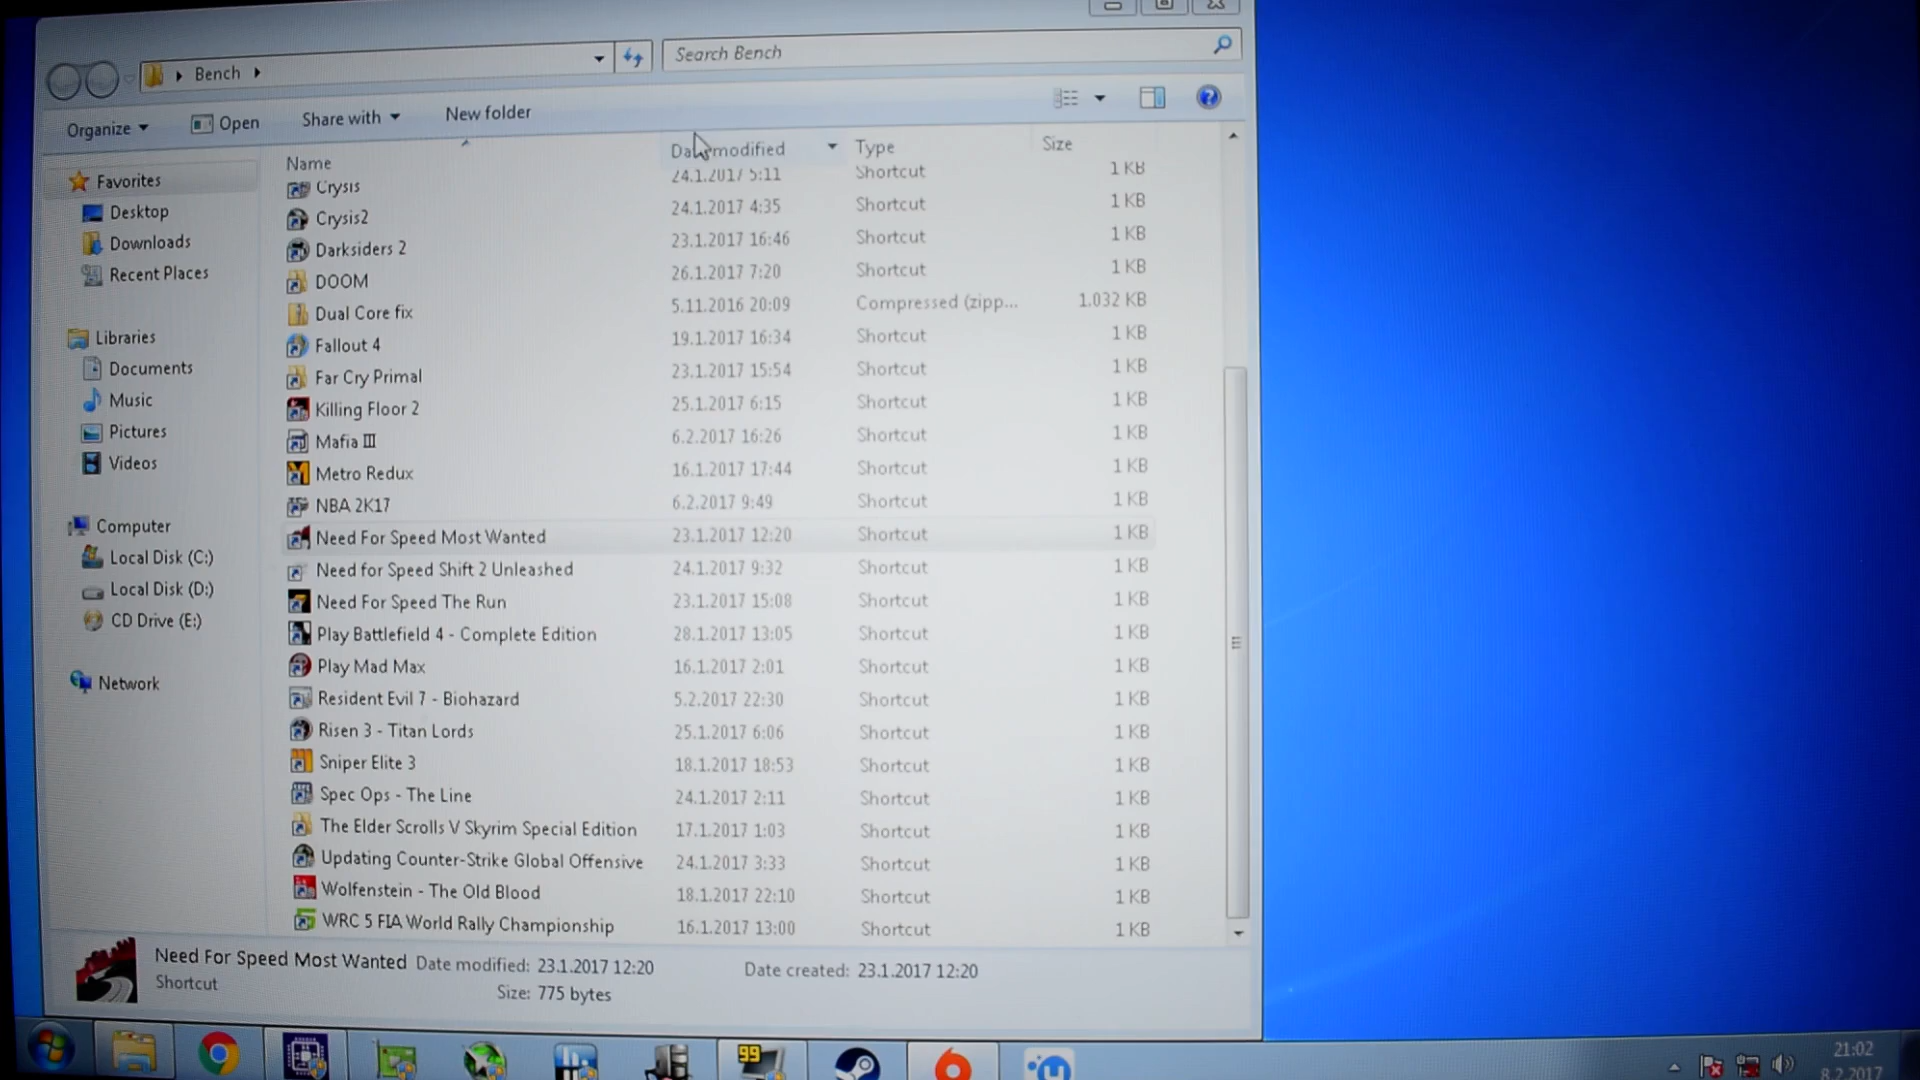 Bench
Search Bench
Organize
Open
Share with
New folder
Name
Date modified
Type
Size
Favorites
Desktop
Downloads
Recent Places
Libraries
Documents
Music
Pictures
Videos
Computer
Local Disk (C:)
Local Disk (D:)
CD Drive (E:)
Network
Crysis 24.1.2017 5:11 Shortcut 1 KB
Crysis2 24.1.2017 4:35 Shortcut 1 KB
Darksiders 2 23.1.2017 16:46 Shortcut 1 KB
DOOM 26.1.2017 7:20 Shortcut 1 KB
Dual Core fix 5.11.2016 20:09 Compressed (zipp... 1.032 KB
Fallout 4 19.1.2017 16:34 Shortcut 1 KB
Far Cry Primal 23.1.2017 15:54 Shortcut 1 KB
Killing Floor 2 25.1.2017 6:15 Shortcut 1 KB
Mafia III 6.2.2017 16:26 Shortcut 1 KB
Metro Redux 16.1.2017 17:44 Shortcut 1 KB
NBA 2K17 6.2.2017 9:49 Shortcut 1 KB
Need For Speed Most Wanted 23.1.2017 12:20 Shortcut 1 KB
Need for Speed Shift 2 Unleashed 24.1.2017 9:32 Shortcut 1 KB
Need For Speed The Run 23.1.2017 15:08 Shortcut 1 KB
Play Battlefield 4 - Complete Edition 28.1.2017 13:05 Shortcut 1 KB
Play Mad Max 16.1.2017 2:01 Shortcut 1 KB
Resident Evil 7 - Biohazard 5.2.2017 22:30 Shortcut 1 KB
Risen 3 - Titan Lords 25.1.2017 6:06 Shortcut 1 KB
Sniper Elite 3 18.1.2017 18:53 Shortcut 1 KB
Spec Ops - The Line 24.1.2017 2:11 Shortcut 1 KB
The Elder Scrolls V Skyrim Special Edition 17.1.2017 1:03 Shortcut 1 KB
Updating Counter-Strike Global Offensive 24.1.2017 3:33 Shortcut 1 KB
Wolfenstein - The Old Blood 18.1.2017 22:10 Shortcut 1 KB
WRC 5 FIA World Rally Championship 16.1.2017 13:00 Shortcut 1 KB
Need For Speed Most Wanted Date modified: 23.1.2017 12:20 Date created: 23.1.2017 12:20
Shortcut Size: 775 bytes
99
21:02
8.2.2017